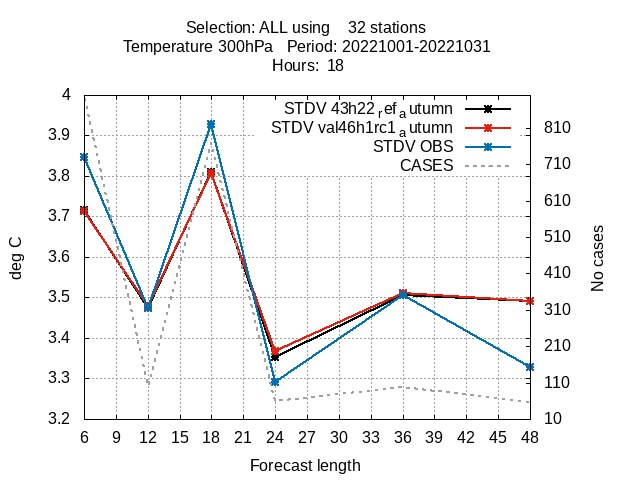 Selection: ALL using 32 stations
Temperature 300hPa Period: 20221001-20221031
Hours: 18
STDV 43h22ref autumn
STDV val46h1rc1autumn
STDV OBS
CASES
4
3.9
3.8
3.7
3.6
3.5
3.4
3.3
3.2
deg C
810
710
610
510
410
310
210
110
10
No cases
6 9 12 15 18 21 24 27 30 33 36 39 42 45 48
Forecast length